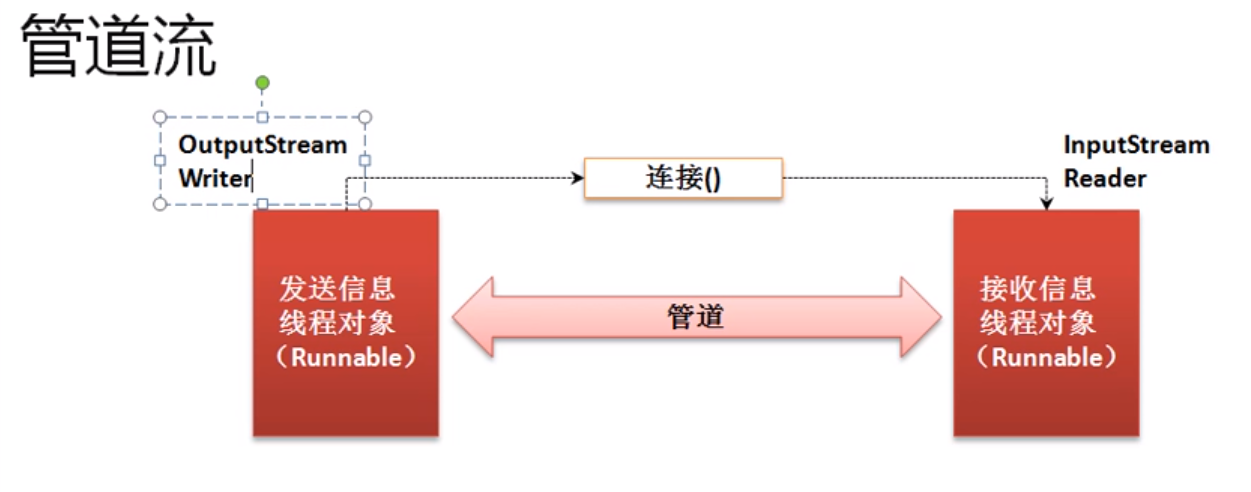 管道流
OutputStream
Writer
连接()
InputStream
Reader
发送信息
线程对象
（Runnable）
管道
接收信息
线程对象
（Runnable）